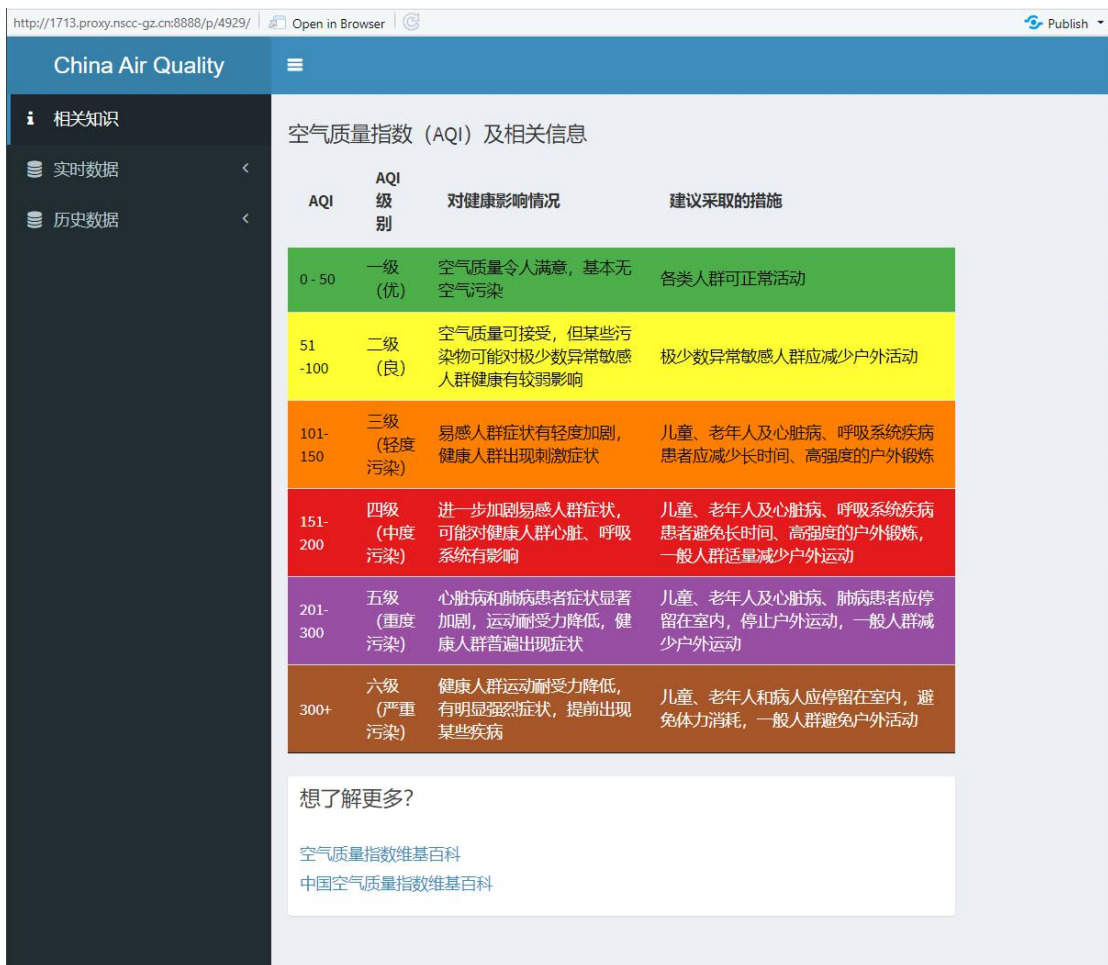 http://1713.proxy.nscc-gz.cn:8888/p/4929/ Open in Browser Publish
China Air Quality
相关知识
实时数据
历史数据
空气质量指数（AQI）及相关信息
AQI
AQI
级
别
对健康影响情况
建议采取的措施
0 - 50
一级
（优）
空气质量令人满意，基本无
空气污染
各类人群可正常活动
51
-100
二级
（良）
空气质量可接受，但某些污
染物可能对极少数异常敏感
人群健康有较弱影响
极少数异常敏感人群应减少户外活动
101-
150
三级
（轻度
污染）
易感人群症状有轻度加剧，
健康人群出现刺激症状
儿童、老年人及心脏病、呼吸系统疾病
患者应减少长时间、高强度的户外锻炼
151-
200
四级
（中度
污染）
进一步加剧易感人群症状，
可能对健康人群心脏、呼吸
系统有影响
儿童、老年人及心脏病、呼吸系统疾病
患者避免长时间、高强度的户外锻炼，
一般人群适量减少户外运动
201-
300
五级
（重度
污染）
心脏病和肺病患者症状显著
加剧，运动耐受力降低，健
康人群普遍出现症状
儿童、老年人及心脏病、肺病患者应停
留在室内，停止户外运动，一般人群减
少户外运动
300+
六级
（严重
污染）
健康人群运动耐受力降低，
有明显强烈症状，提前出现
某些疾病
儿童、老年人和病人应停留在室内，避
免体力消耗，一般人群避免户外活动
想了解更多？
空气质量指数维基百科
中国空气质量指数维基百科